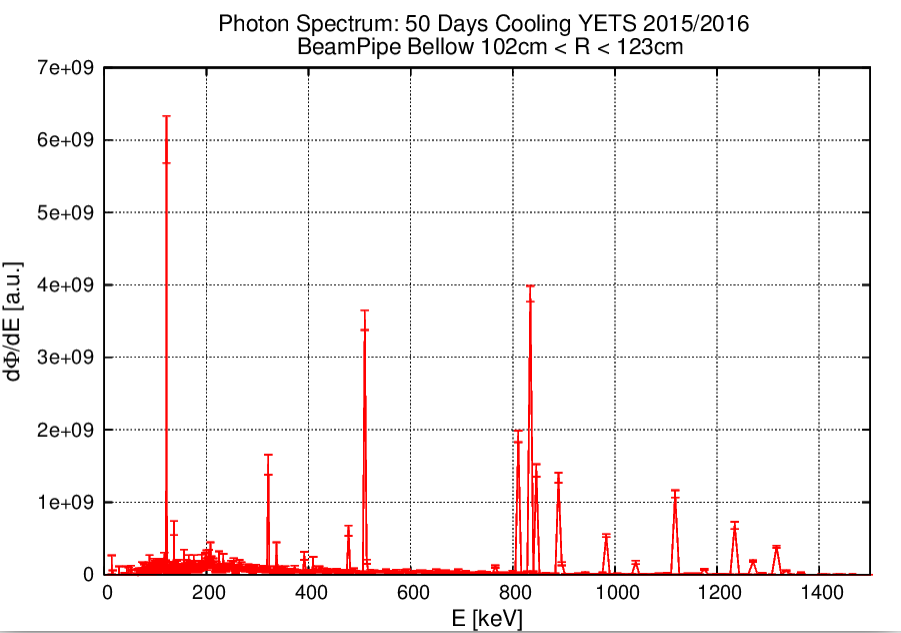 Photon Spectrum: 50 Days Cooling YETS 2015/2016
BeamPipe Bellow 102cm < R < 123cm
7e+09
6e+09
5e+09
4e+09
3e+09
2e+09
1e+09
0
dΦ/dE [a.u.]
0 200 400 600 800 1000 1200 1400
E [keV]